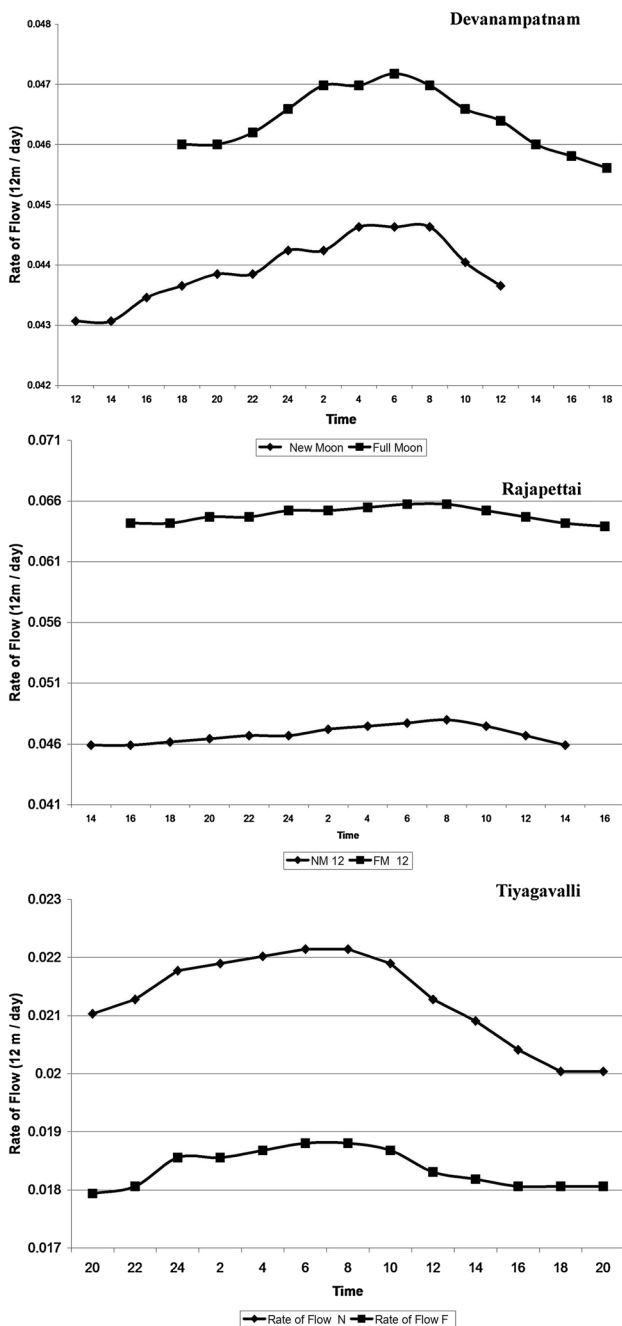 Devanampatnam
0.048
0.047
0.046
0.045
0.044
0.043
0.042
Rate of Flow (12m / day)
12 14 16 18 20 22 24 2 4 6 8 10 12 14 16 18
Time
New Moon Full Moon
Rajapettai
0.071
0.066
0.061
0.056
0.051
0.046
0.041
Rate of Flow (12m / day)
14 16 18 20 22 24 2 4 6 8 10 12 14 16
Time
NM 12 FM 12
Tiyagavalli
0.023
0.022
0.021
0.02
0.019
0.018
0.017
Rate of Flow (12 m / day)
20 22 24 2 4 6 8 10 12 14 16 18 20
Time
Rate of Flow N Rate of Flow F